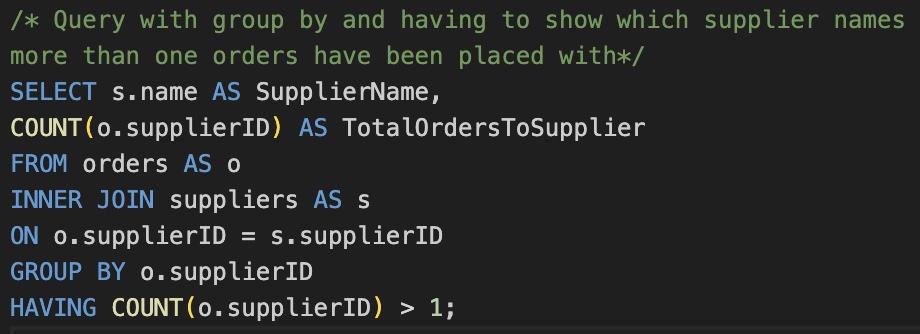 /* Query with group by and having to show which supplier names
more than one orders have been placed with*/
SELECT s.name AS SupplierName,
COUNT(o.supplierID) AS TotalOrdersToSupplier
FROM orders AS o
INNER JOIN suppliers AS s
ON o.supplierID = s.supplierID
GROUP BY o.supplierID
HAVING COUNT(o.supplierID) > 1;